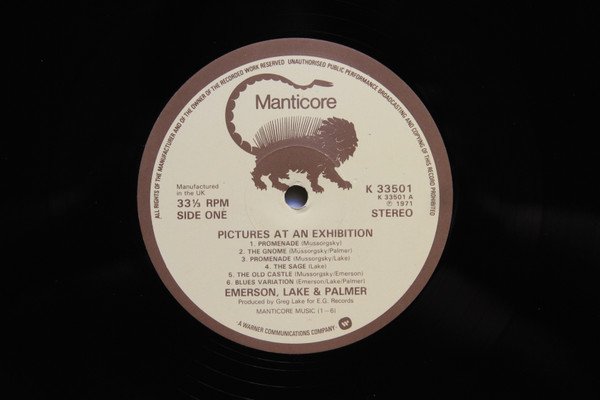 ALL RIGHTS OF THE MANUFACTURER AND OF THE OWNER OF THE RECORDED WORK RESERVED UNAUTHORISED PUBLIC PERFORMANCE BROADCASTING AND COPYING OF THIS RECORD PROHIBITED
Manticore
Manufactured
in the UK
33⅓ RPM
SIDE ONE
K 33501
K 33501 A
℗ 1971
STEREO
PICTURES AT AN EXHIBITION
1. PROMENADE (Mussorgsky)
2. THE GNOME (Mussorgsky/Palmer)
3. PROMENADE (Mussorgsky/Lake)
4. THE SAGE (Lake)
5. THE OLD CASTLE (Mussorgsky/Emerson)
6. BLUES VARIATION (Emerson/Lake/Palmer)
EMERSON, LAKE & PALMER
Produced by Greg Lake for E.G. Records
MANTICORE MUSIC (1–6)
· A WARNER COMMUNICATIONS COMPANY ·